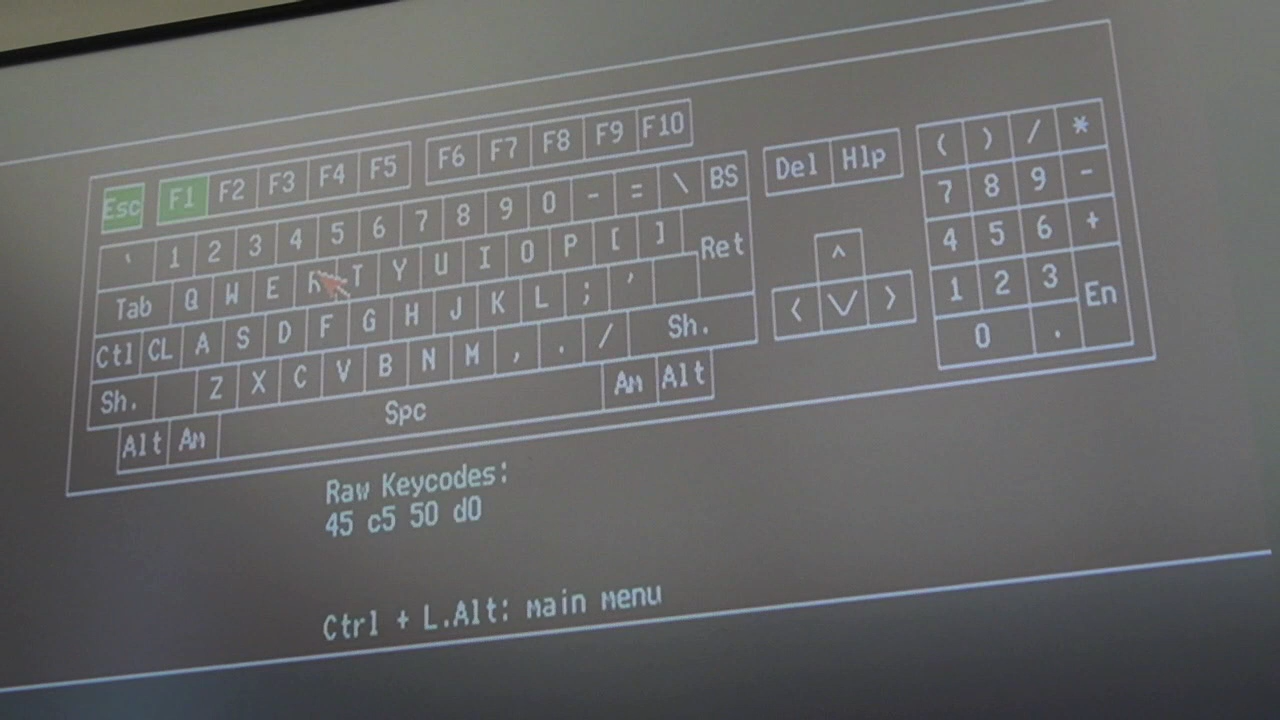 Esc F1 F2 F3 F4 F5 F6 F7 F8 F9 F10
` 1 2 3 4 5 6 7 8 9 0 - = \ BS Del Hlp ( ) / *
Tab Q W E R T Y U I O P [ ] Ret 7 8 9 -
Ctl CL A S D F G H J K L ; ' ^ 4 5 6 +
Sh. Z X C V B N M , . / Sh. < V > 1 2 3 En
Alt Am Spc Am Alt 0 .
Raw Keycodes:
45 c5 50 d0
Ctrl + L.Alt: main menu